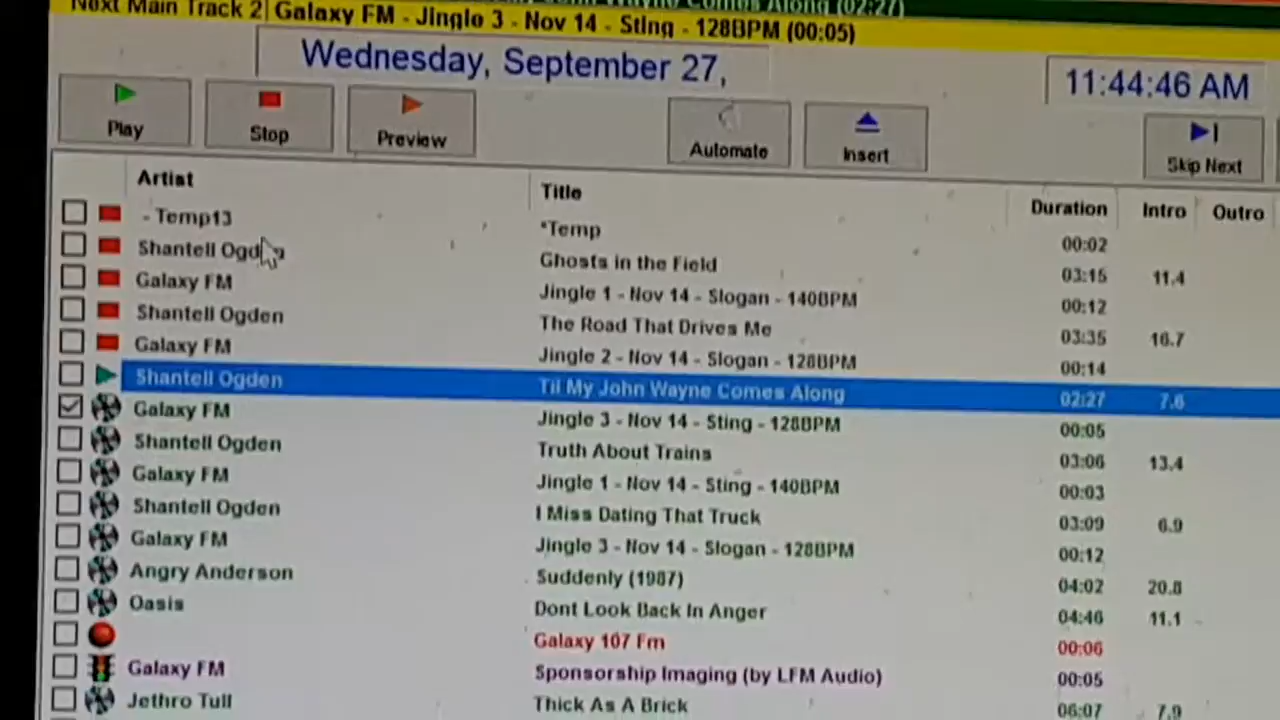 Next Main Track 2| Galaxy FM - Jingle 3 - Nov 14 - Sting - 128BPM (00:05)
Wayne Comes Along (02:27)
Wednesday, September 27,
11:44:46 AM
Play
Stop
Preview
Automate
Insert
Skip Next
Artist Title Duration Intro Outro
- Temp13 *Temp 00:02
Shantell Ogden Ghosts in the Field 03:15 11.4
Galaxy FM Jingle 1 - Nov 14 - Slogan - 140BPM 00:12
Shantell Ogden The Road That Drives Me 03:35 16.7
Galaxy FM Jingle 2 - Nov 14 - Slogan - 128BPM 00:14
Shantell Ogden Til My John Wayne Comes Along 02:27 7.6
Galaxy FM Jingle 3 - Nov 14 - Sting - 128BPM 00:05
Shantell Ogden Truth About Trains 03:06 13.4
Galaxy FM Jingle 1 - Nov 14 - Sting - 140BPM 00:03
Shantell Ogden I Miss Dating That Truck 03:09 6.9
Galaxy FM Jingle 3 - Nov 14 - Slogan - 128BPM 00:12
Angry Anderson Suddenly (1987) 04:02 20.8
Oasis Dont Look Back In Anger 04:46 11.1
Galaxy 107 Fm 00:06
Galaxy FM Sponsorship Imaging (by LFM Audio) 00:05
Jethro Tull Thick As A Brick 06:07 7.9